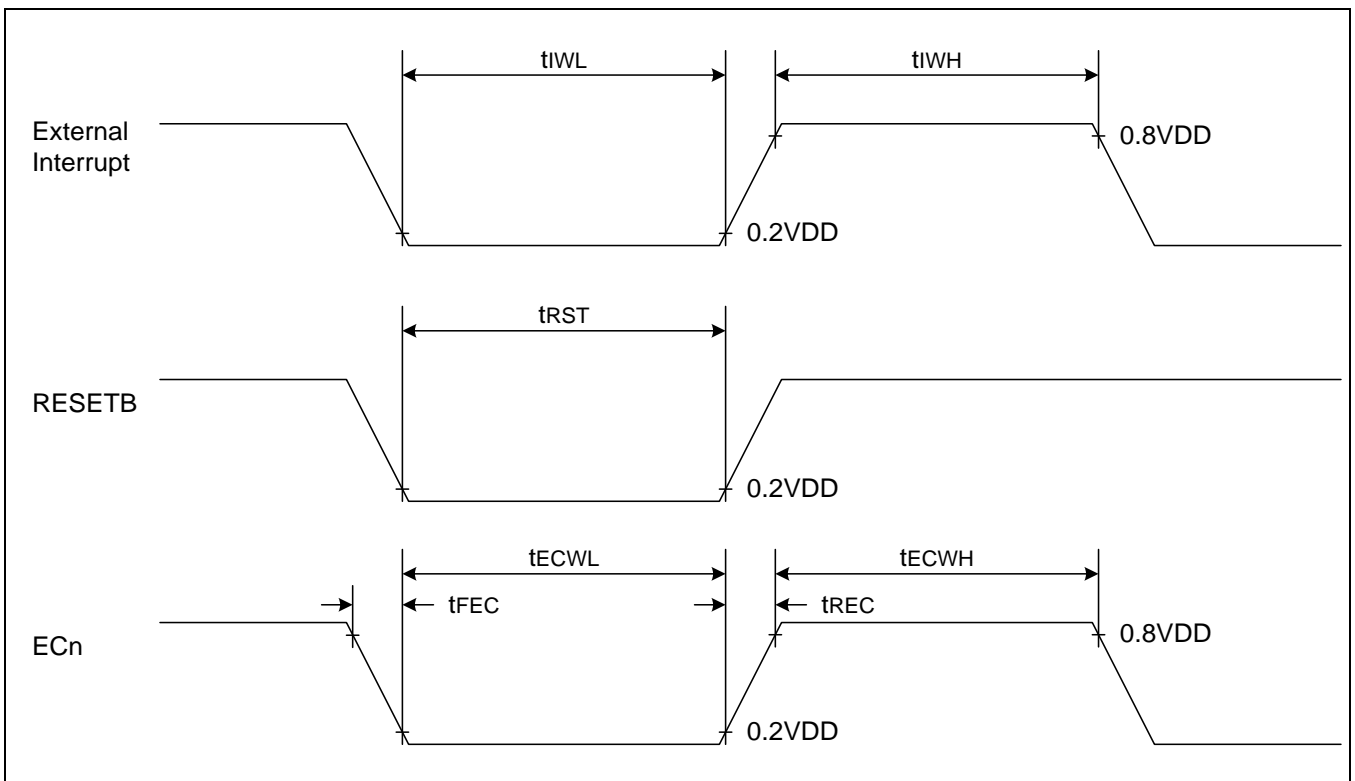 tIWL
tIWH
External
Interrupt
0.8VDD
0.2VDD
tRST
RESETB
0.2VDD
tECWL
tECWH
tFEC
tREC
ECn
0.8VDD
0.2VDD